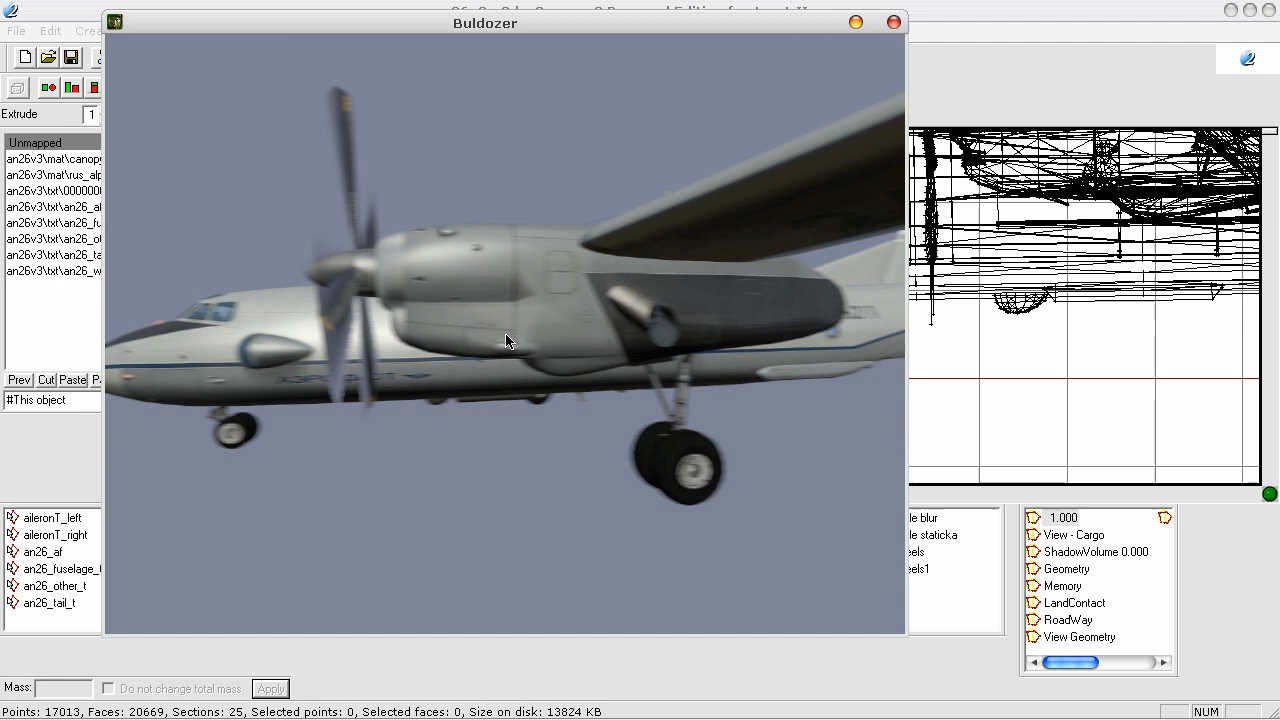 Buldozer
File Edit Crea
Extrude 1
Unmapped
an26v3\mat\canop
an26v3\mat\rus_alp
an26v3\txt\000000
an26v3\txt\an26_a
an26v3\txt\an26_fu
an26v3\txt\an26_o
an26v3\txt\an26_ta
an26v3\txt\an26_w
Prev Cut Paste P
#This object
aileronT_left
aileronT_right
an26_af
an26_fuselage_
an26_other_t
an26_tail_t
le blur
le staticka
eels
eels1
1.000
View - Cargo
ShadowVolume 0.000
Geometry
Memory
LandContact
RoadWay
View Geometry
Mass: Do not change total mass Apply
Points: 17013, Faces: 20669, Sections: 25, Selected points: 0, Selected faces: 0, Size on disk: 13824 KB
NUM